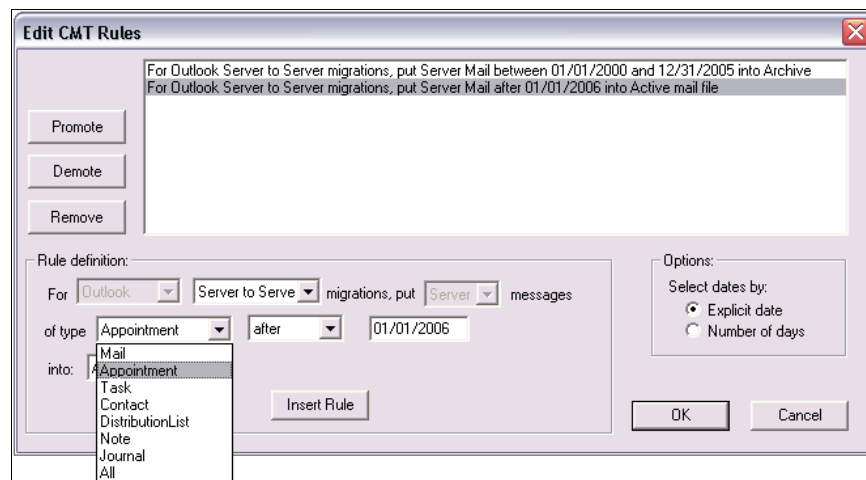 Edit CMT Rules
For Outlook Server to Server migrations, put Server Mail between 01/01/2000 and 12/31/2005 into Archive
For Outlook Server to Server migrations, put Server Mail after 01/01/2006 into Active mail file
Promote
Demote
Remove
Rule definition:
For Outlook Server to Serve migrations, put Server messages
of type Appointment after 01/01/2006
into:
Mail
Appointment
Task
Contact
DistributionList
Note
Journal
All
Insert Rule
Options:
Select dates by:
Explicit date
Number of days
OK
Cancel